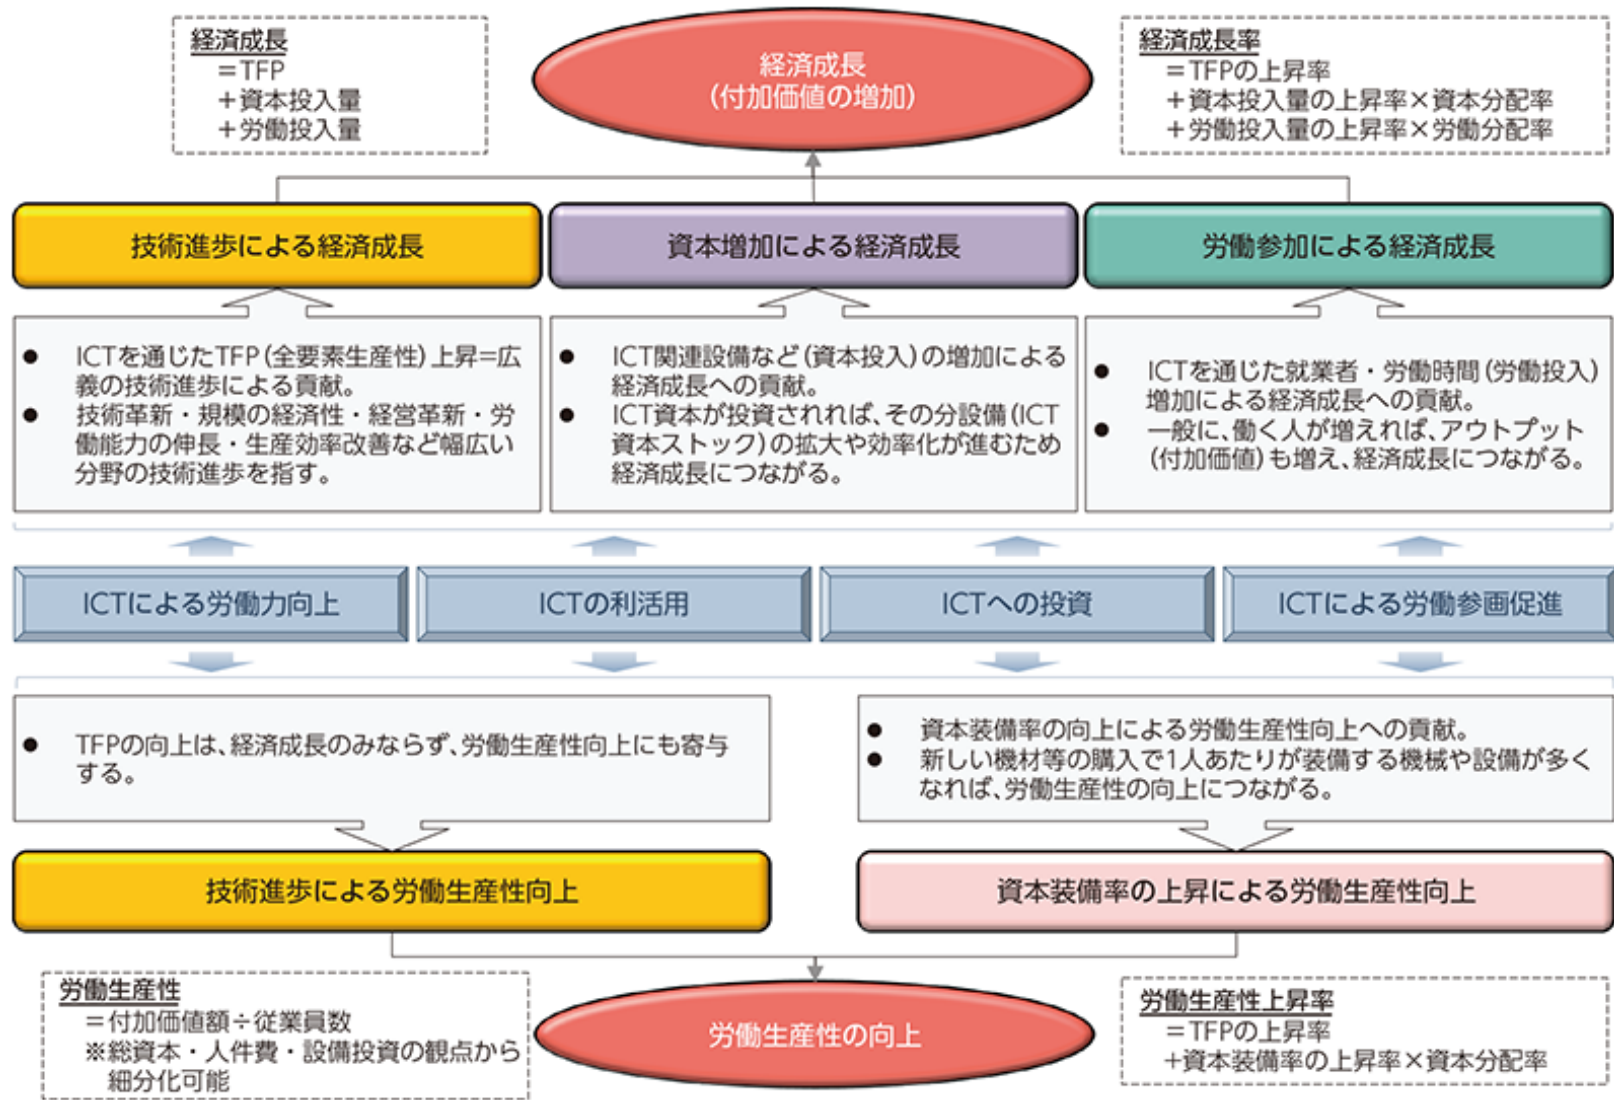 経済成長
＝TFP
＋資本投入量
＋労働投入量
経済成長
（付加価値の増加）
経済成長率
＝TFPの上昇率
＋資本投入量の上昇率×資本分配率
＋労働投入量の上昇率×労働分配率
技術進歩による経済成長
資本増加による経済成長
労働参加による経済成長
● ICTを通じたTFP（全要素生産性）上昇＝広
義の技術進歩による貢献。
● 技術革新・規模の経済性・経営革新・労
働能力の伸長・生産効率改善など幅広い
分野の技術進歩を指す。
● ICT関連設備など（資本投入）の増加による
経済成長への貢献。
● ICT資本が投資されれば、その分設備（ICT
資本ストック）の拡大や効率化が進むため
経済成長につながる。
● ICTを通じた就業者・労働時間（労働投入）
増加による経済成長への貢献。
● 一般に、働く人が増えれば、アウトプット
（付加価値）も増え、経済成長につながる。
ICTによる労働力向上
ICTの利活用
ICTへの投資
ICTによる労働参画促進
● TFPの向上は、経済成長のみならず、労働生産性向上にも寄与
する。
● 資本装備率の向上による労働生産性向上への貢献。
● 新しい機材等の購入で1人あたりが装備する機械や設備が多く
なれば、労働生産性の向上につながる。
技術進歩による労働生産性向上
資本装備率の上昇による労働生産性向上
労働生産性
＝付加価値額÷従業員数
※総資本・人件費・設備投資の観点から
細分化可能
労働生産性の向上
労働生産性上昇率
＝TFPの上昇率
＋資本装備率の上昇率×資本分配率